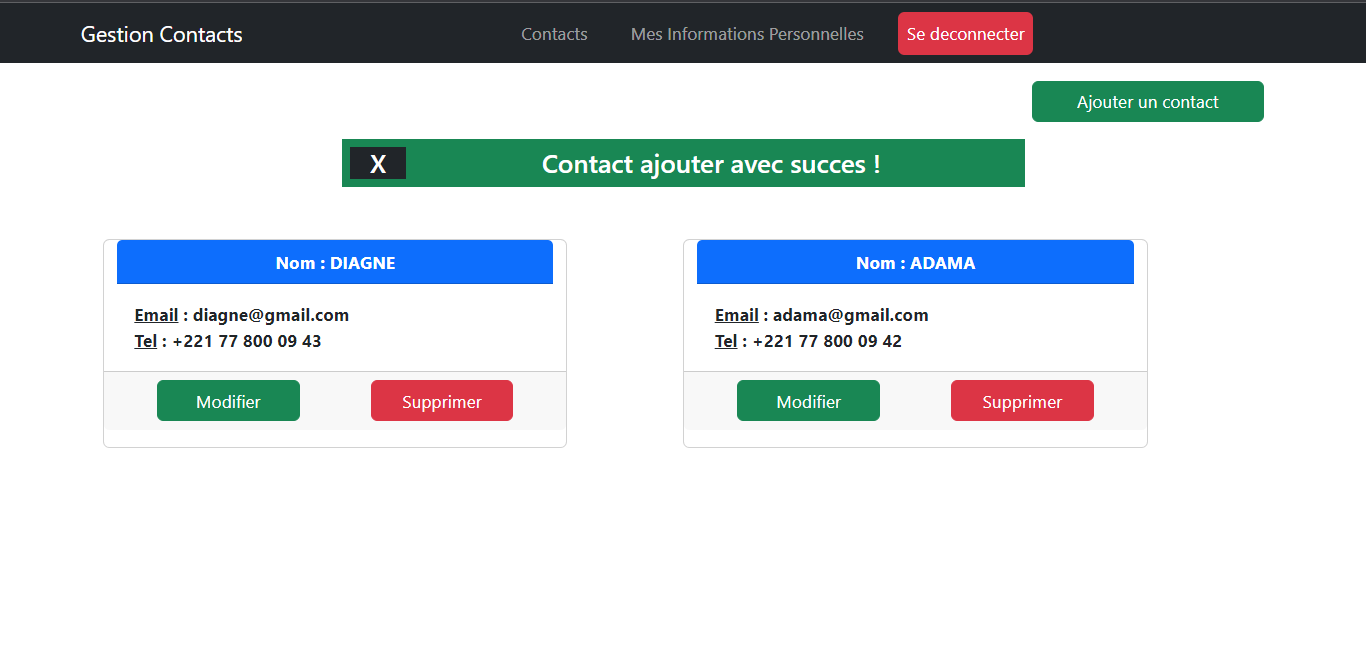 Gestion Contacts Contacts Mes Informations Personnelles Se deconnecter
Ajouter un contact
X Contact ajouter avec succes !
Nom : DIAGNE
Email : diagne@gmail.com
Tel : +221 77 800 09 43
Modifier Supprimer
Nom : ADAMA
Email : adama@gmail.com
Tel : +221 77 800 09 42
Modifier Supprimer